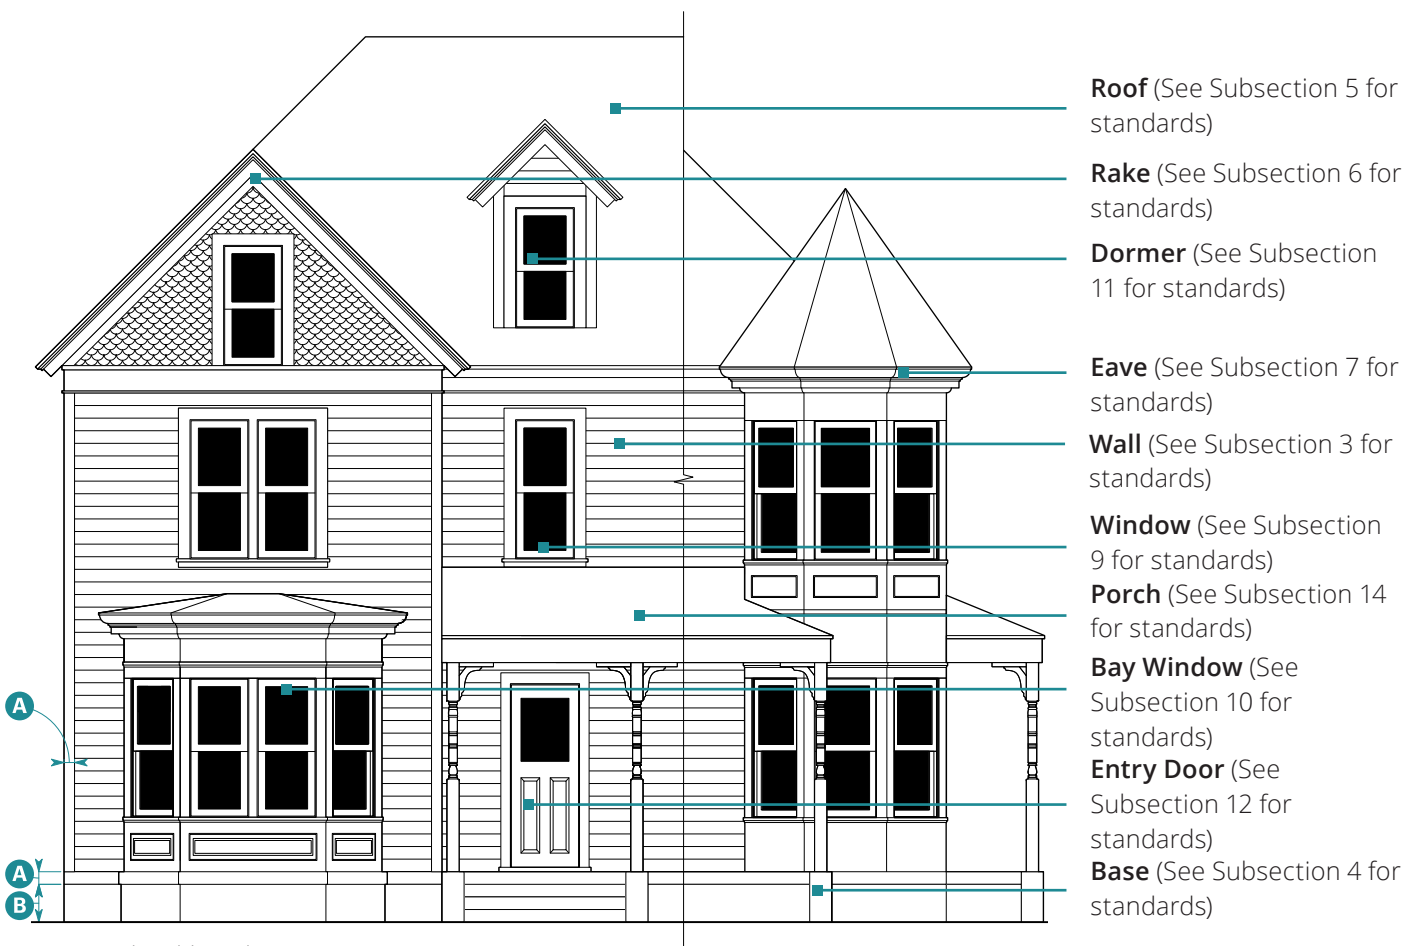 Roof (See Subsection 5 for
standards)
Rake (See Subsection 6 for
standards)
Dormer (See Subsection
11 for standards)
Eave (See Subsection 7 for
standards)
Wall (See Subsection 3 for
standards)
Window (See Subsection
9 for standards)
Porch (See Subsection 14
for standards)
Bay Window (See
Subsection 10 for
standards)
Entry Door (See
Subsection 12 for
standards)
Base (See Subsection 4 for
standards)
A
A
B